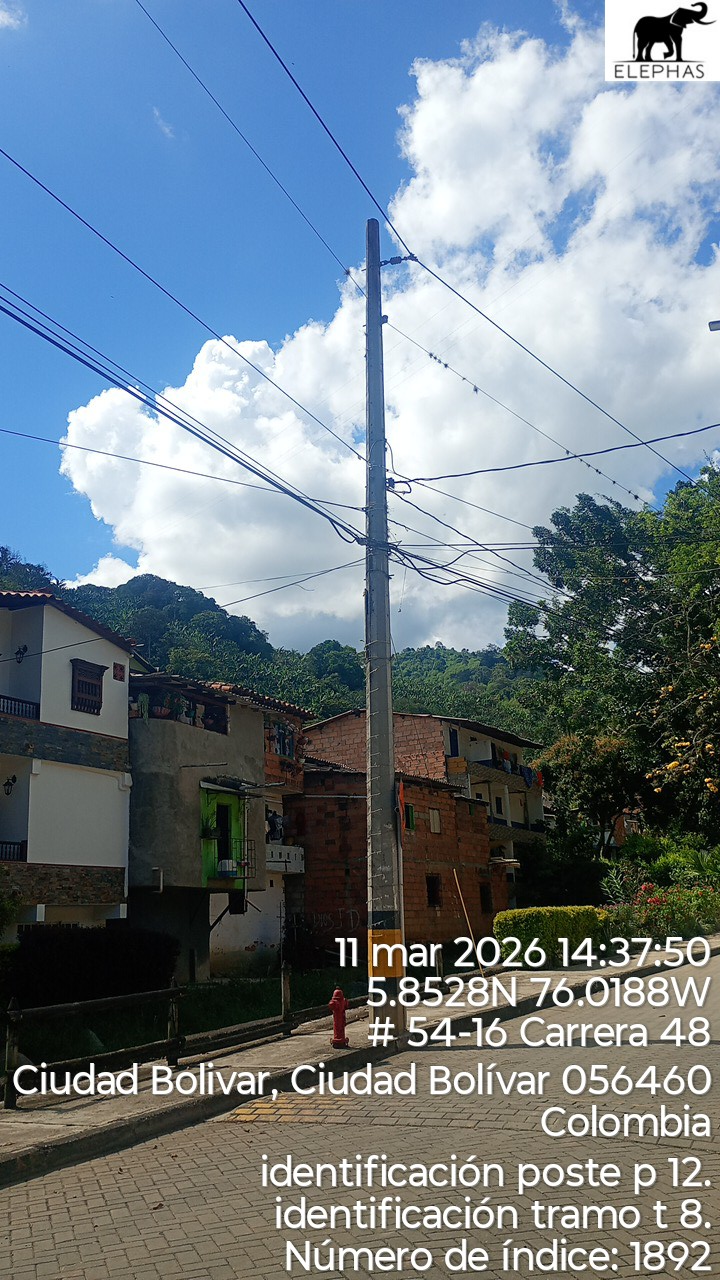 ELEPHAS
11 mar 2026 14:37:50
5.8528N 76.0188W
# 54-16 Carrera 48
Ciudad Bolivar, Ciudad Bolívar 056460
Colombia
identificación poste p 12.
identificación tramo t 8.
Número de índice: 1892